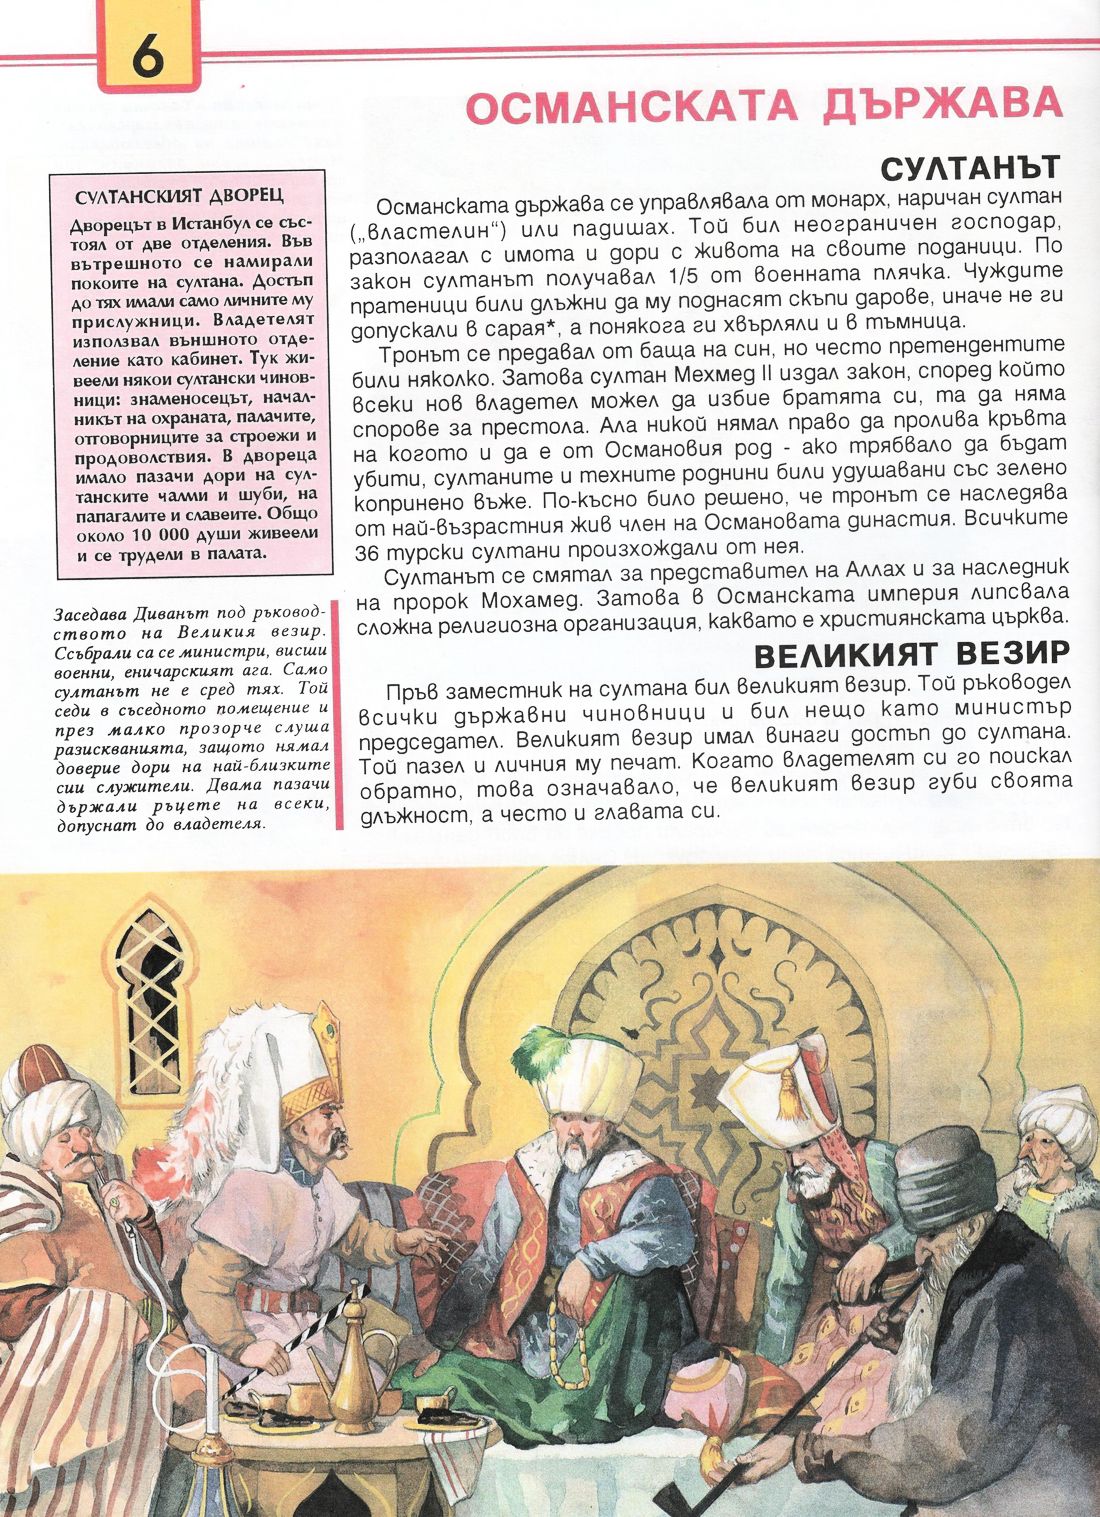 6
ОСМАНСКАТА ДЪРЖАВА
СУЛТАНСКИЯТ ДВОРЕЦ
Дворецът в Истанбул се със-
тоял от две отделения. Във
вътрешното се намирали
покоите на султана. Достъп
до тях имали само личните му
прислужници. Владетелят
използвал външното отде-
ление като кабинет. Тук жи-
веели някои султански чинов-
ници: знаменосецът, начал-
никът на охраната, палачите,
отговорниците за строежи и
продоволствия. В двореца
имало пазачи дори на сул-
танските чалми и шуби, на
папагалите и славеите. Общо
около 10 000 души живеели
и се трудели в палата.
Заседава Диванът под ръковод-
ството на Великия везир.
Ссъбрали са се министри, висши
военни, еничарският ага. Само
султанът не е сред тях. Той
седи в съседното помещение и
през малко прозорче слуша
разискванията, защото нямал
доверие дори на най-близките
сии служители. Двама пазачи
държали ръцете на всеки,
допуснат до владетеля.
СУЛТАНЪТ
Османската държава се управлявала от монарх, наричан султан
(„властелин“) или падишах. Той бил неограничен господар,
разполагал с имота и дори с живота на своите поданици. По
закон султанът получавал 1/5 от военната плячка. Чуждите
пратеници били длъжни да му поднасят скъпи дарове, иначе не ги
допускали в сарая*, а понякога ги хвърляли и в тъмница.
Тронът се предавал от баща на син, но често претендентите
били няколко. Затова султан Мехмед II издал закон, според който
всеки нов владетел можел да избие братята си, та да няма
спорове за престола. Ала никой нямал право да пролива кръвта
на когото и да е от Османовия род - ако трябвало да бъдат
убити, султаните и техните роднини били удушавани със зелено
копринено въже. По-късно било решено, че тронът се наследява
от най-възрастния жив член на Османовата династия. Всичките
36 турски султани произхождали от нея.
Султанът се смятал за представител на Аллах и за наследник
на пророк Мохамед. Затова в Османската империя липсвала
сложна религиозна организация, каквато е християнската църква.
ВЕЛИКИЯТ ВЕЗИР
Пръв заместник на султана бил великият везир. Той ръководел
всички държавни чиновници и бил нещо като министър
председател. Великият везир имал винаги достъп до султана.
Той пазел и личния му печат. Когато владетелят си го поискал
обратно, това означавало, че великият везир губи своята
длъжност, а често и главата си.